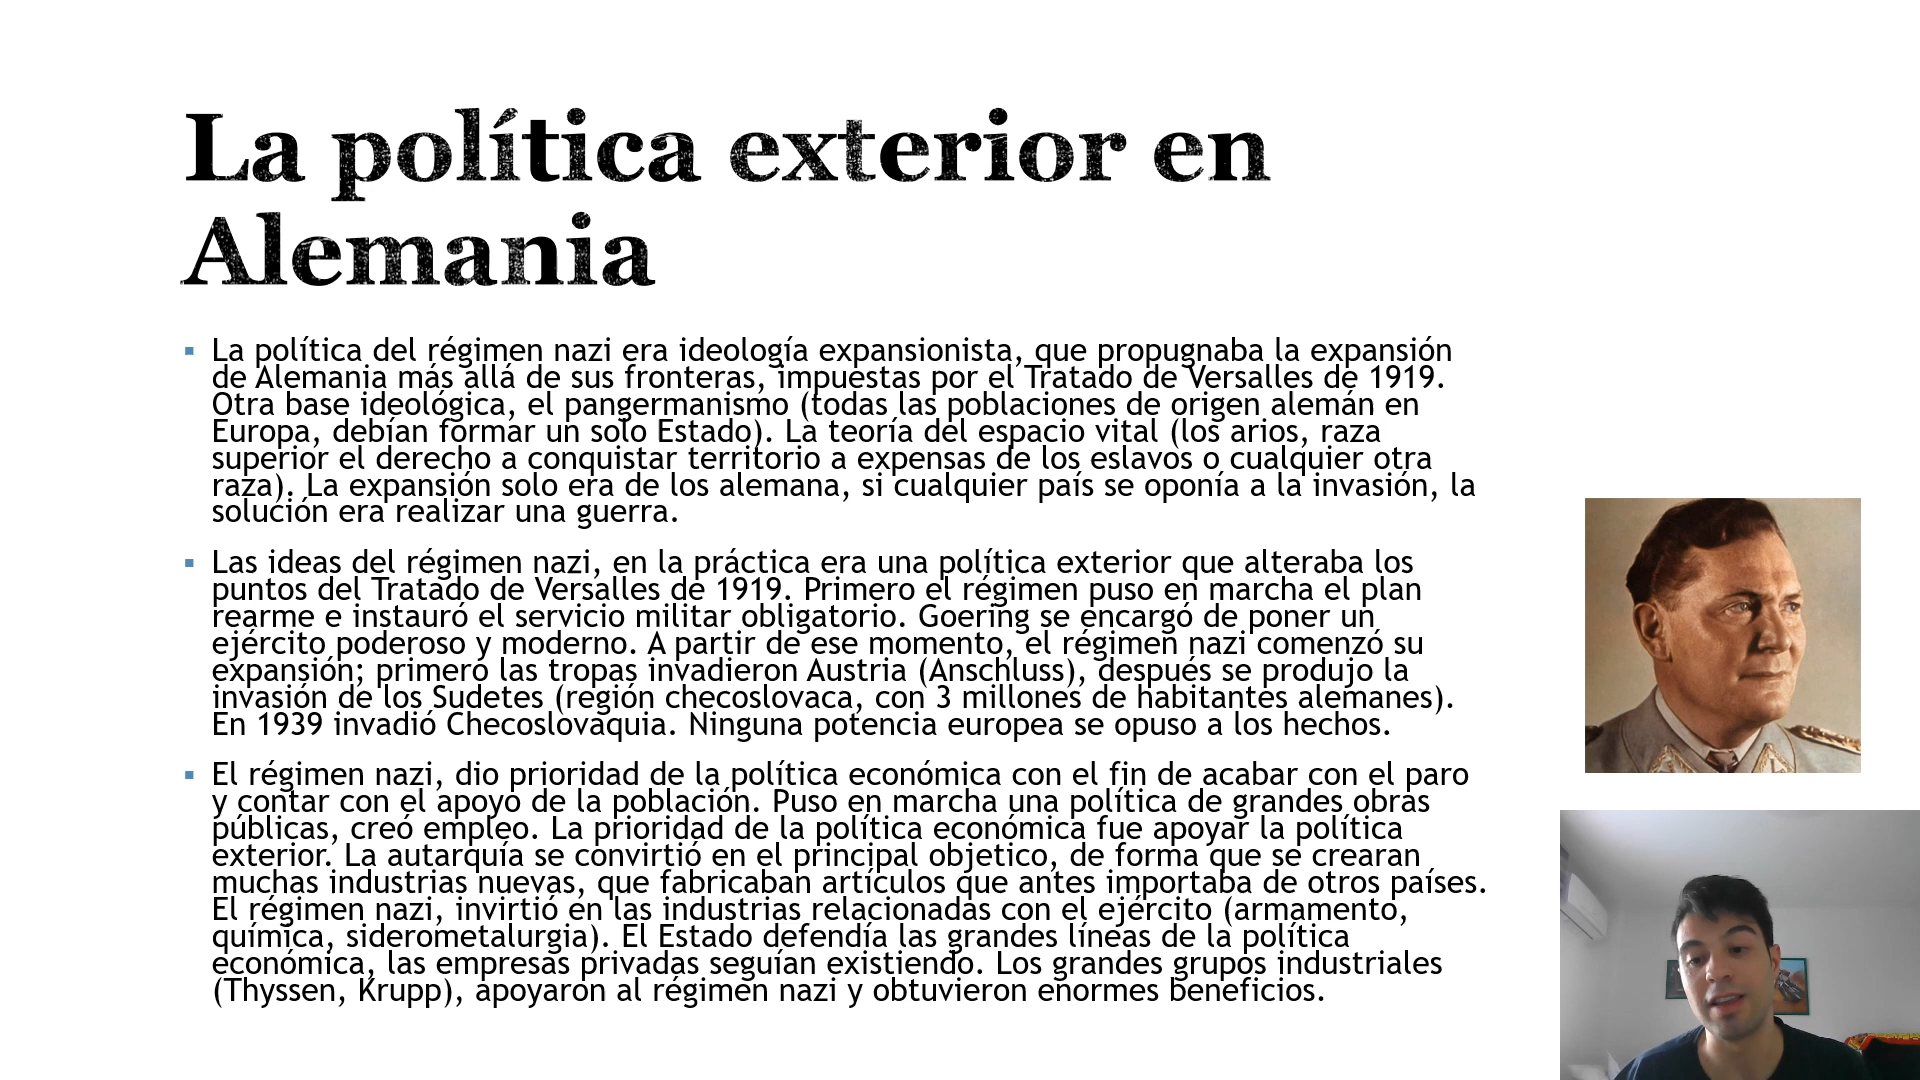 La política exterior en
Alemania
La política del régimen nazi era ideología expansionista, que propugnaba la expansión
de Alemania más allá de sus fronteras, impuestas por el Tratado de Versalles de 1919.
Otra base ideológica, el pangermanismo (todas las poblaciones de origen alemán en
Europa, debían formar un solo Estado). La teoría del espacio vital (los arios, raza
superior el derecho a conquistar territorio a expensas de los eslavos o cualquier otra
raza). La expansión solo era de los alemana, si cualquier país se oponía a la invasión, la
solución era realizar una guerra.
Las ideas del régimen nazi, en la práctica era una política exterior que alteraba los
puntos del Tratado de Versalles de 1919. Primero el régimen puso en marcha el plan
rearme e instauró el servicio militar obligatorio. Goering se encargó de poner un
ejército poderoso y moderno. A partir de ese momento, el régimen nazi comenzó su
expansión; primero las tropas invadieron Austria (Anschluss), después se produjo la
invasión de los Sudetes (región checoslovaca, con 3 millones de habitantes alemanes).
En 1939 invadió Checoslovaquia. Ninguna potencia europea se opuso a los hechos.
El régimen nazi, dio prioridad de la política económica con el fin de acabar con el paro
y contar con el apoyo de la población. Puso en marcha una política de grandes obras
públicas, creó empleo. La prioridad de la política económica fue apoyar la política
exterior. La autarquía se convirtió en el principal objetico, de forma que se crearan
muchas industrias nuevas, que fabricaban artículos que antes importaba de otros países.
El régimen nazi, invirtió en las industrias relacionadas con el ejército (armamento,
química, siderometalurgia). El Estado defendía las grandes líneas de la política
económica, las empresas privadas seguían existiendo. Los grandes grupos industriales
(Thyssen, Krupp), apoyaron al régimen nazi y obtuvieron enormes beneficios.